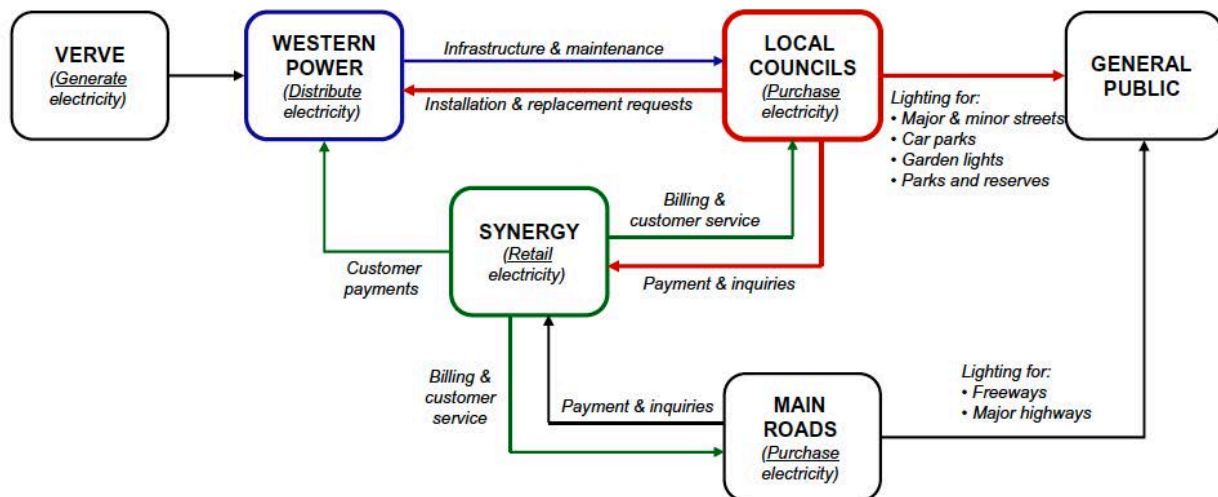 VERVE
(Generate
electricity)
WESTERN
POWER
(Distribute
electricity)
Infrastructure & maintenance
Installation & replacement requests
LOCAL
COUNCILS
(Purchase
electricity)
GENERAL
PUBLIC
Lighting for:
• Major & minor streets
• Car parks
• Garden lights
• Parks and reserves
SYNERGY
(Retail
electricity)
Billing &
customer service
Customer
payments
Payment & inquiries
Billing &
customer
service
Payment & inquiries
MAIN
ROADS
(Purchase
electricity)
Lighting for:
• Freeways
• Major highways